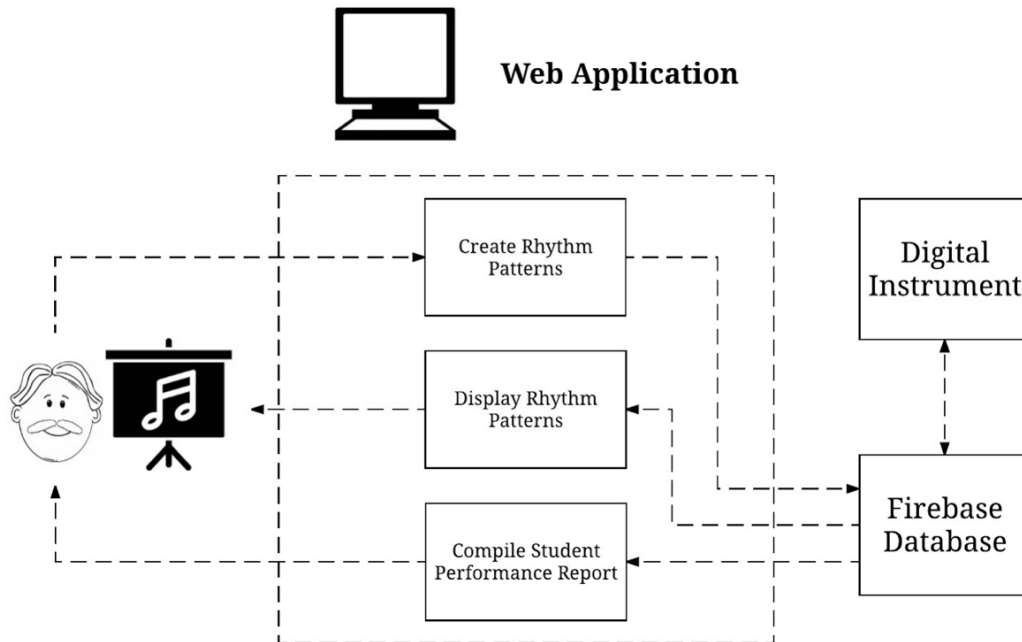 Web Application
Create Rhythm
Patterns
Digital
Instrument
Display Rhythm
Patterns
Firebase
Database
Compile Student
Performance Report